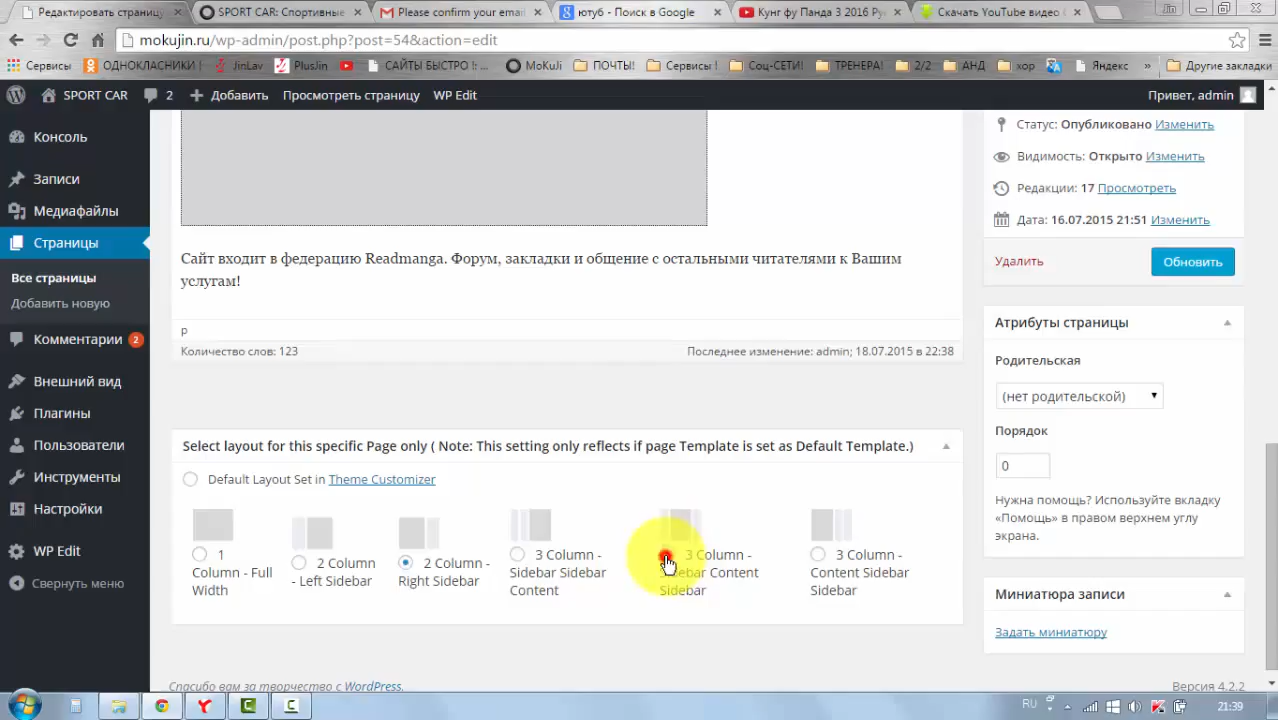 Редактировать страницу
SPORT CAR: Спортивные
Please confirm your email
ютуб - Поиск в Google
Кунг фу Панда 3 2016 Ру
Скачать YouTube видео б
mokujin.ru/wp-admin/post.php?post=54&action=edit
Сервисы
ОДНОКЛАСНИКИ !
JinLav
PlusJin
САЙТЫ БЫСТРО !: ...
MoKuJi
ПОЧТЫ!
Сервисы !
Соц-СЕТИ!
ТРЕНЕРА!
2/2
АНД
хор
Яндекс
»
Другие закладки
SPORT CAR
2
Добавить
Просмотреть страницу
WP Edit
Привет, admin
Консоль
Записи
Медиафайлы
Страницы
Все страницы
Добавить новую
Комментарии 2
Внешний вид
Плагины
Пользователи
Инструменты
Настройки
WP Edit
Свернуть меню
Сайт входит в федерацию Readmanga. Форум, закладки и общение с остальными читателями к Вашим
услугам!
p
Количество слов: 123
Последнее изменение: admin; 18.07.2015 в 22:38
Select layout for this specific Page only ( Note: This setting only reflects if page Template is set as Default Template.)
Default Layout Set in Theme Customizer
1
Column - Full
Width
2 Column
- Left Sidebar
2 Column -
Right Sidebar
3 Column -
Sidebar Sidebar
Content
3 Column -
Sidebar Content
Sidebar
3 Column -
Content Sidebar
Sidebar
Спасибо вам за творчество с WordPress.
Версия 4.2.2
Статус: Опубликовано Изменить
Видимость: Открыто Изменить
Редакции: 17 Просмотреть
Дата: 16.07.2015 21:51 Изменить
Удалить
Обновить
Атрибуты страницы
Родительская
(нет родительской)
Порядок
0
Нужна помощь? Используйте вкладку
«Помощь» в правом верхнем углу
экрана.
Миниатюра записи
Задать миниатюру
RU
21:39